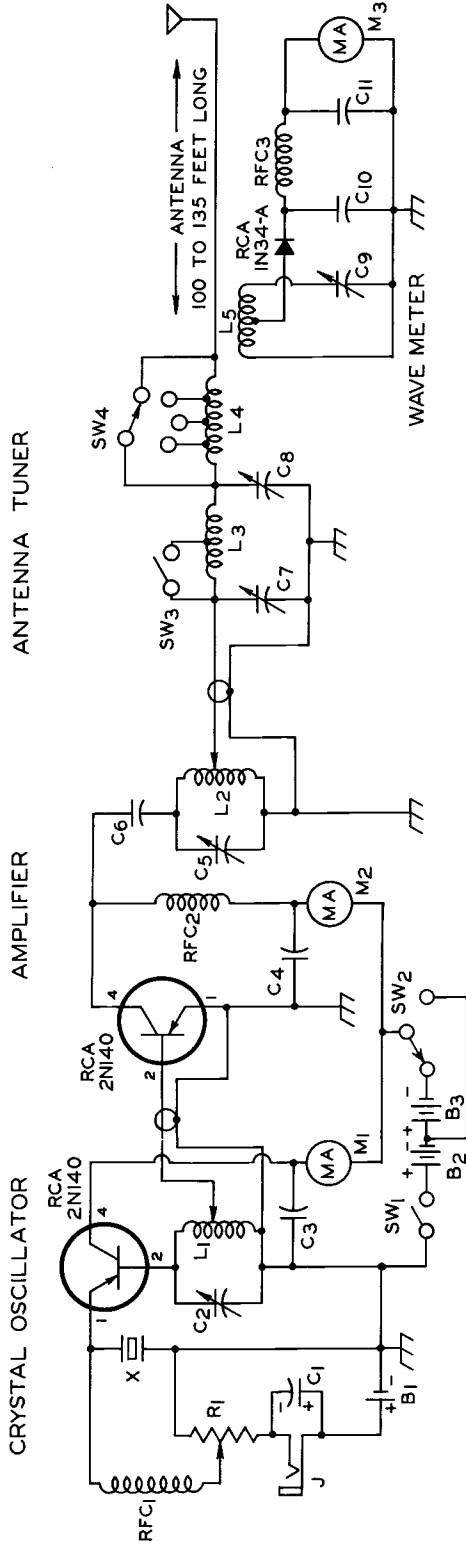 CRYSTAL OSCILLATOR
AMPLIFIER
ANTENNA TUNER
ANTENNA
100 TO 135 FEET LONG
RCA
2N140
1
4
2
RFC1
X
R1
C1
- +
J
B1
+ -
C2
L1
C3
MA
M1
SW1
B2
+ -
B3
+ -
SW2
RCA
2N140
4
2
1
RFC2
C4
MA
M2
C6
C5
L2
SW3
L3
C7
C8
SW4
L4
L5
RCA
1N34-A
C9
C10
RFC3
C11
MA
M3
WAVE METER